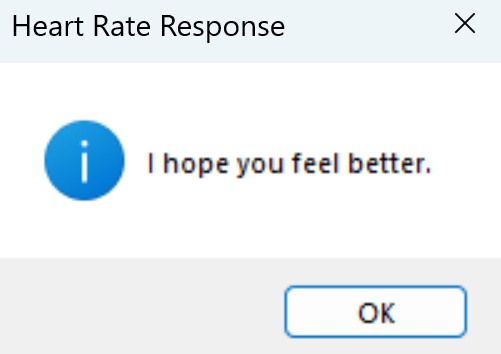 Heart Rate Response
I hope you feel better.
OK